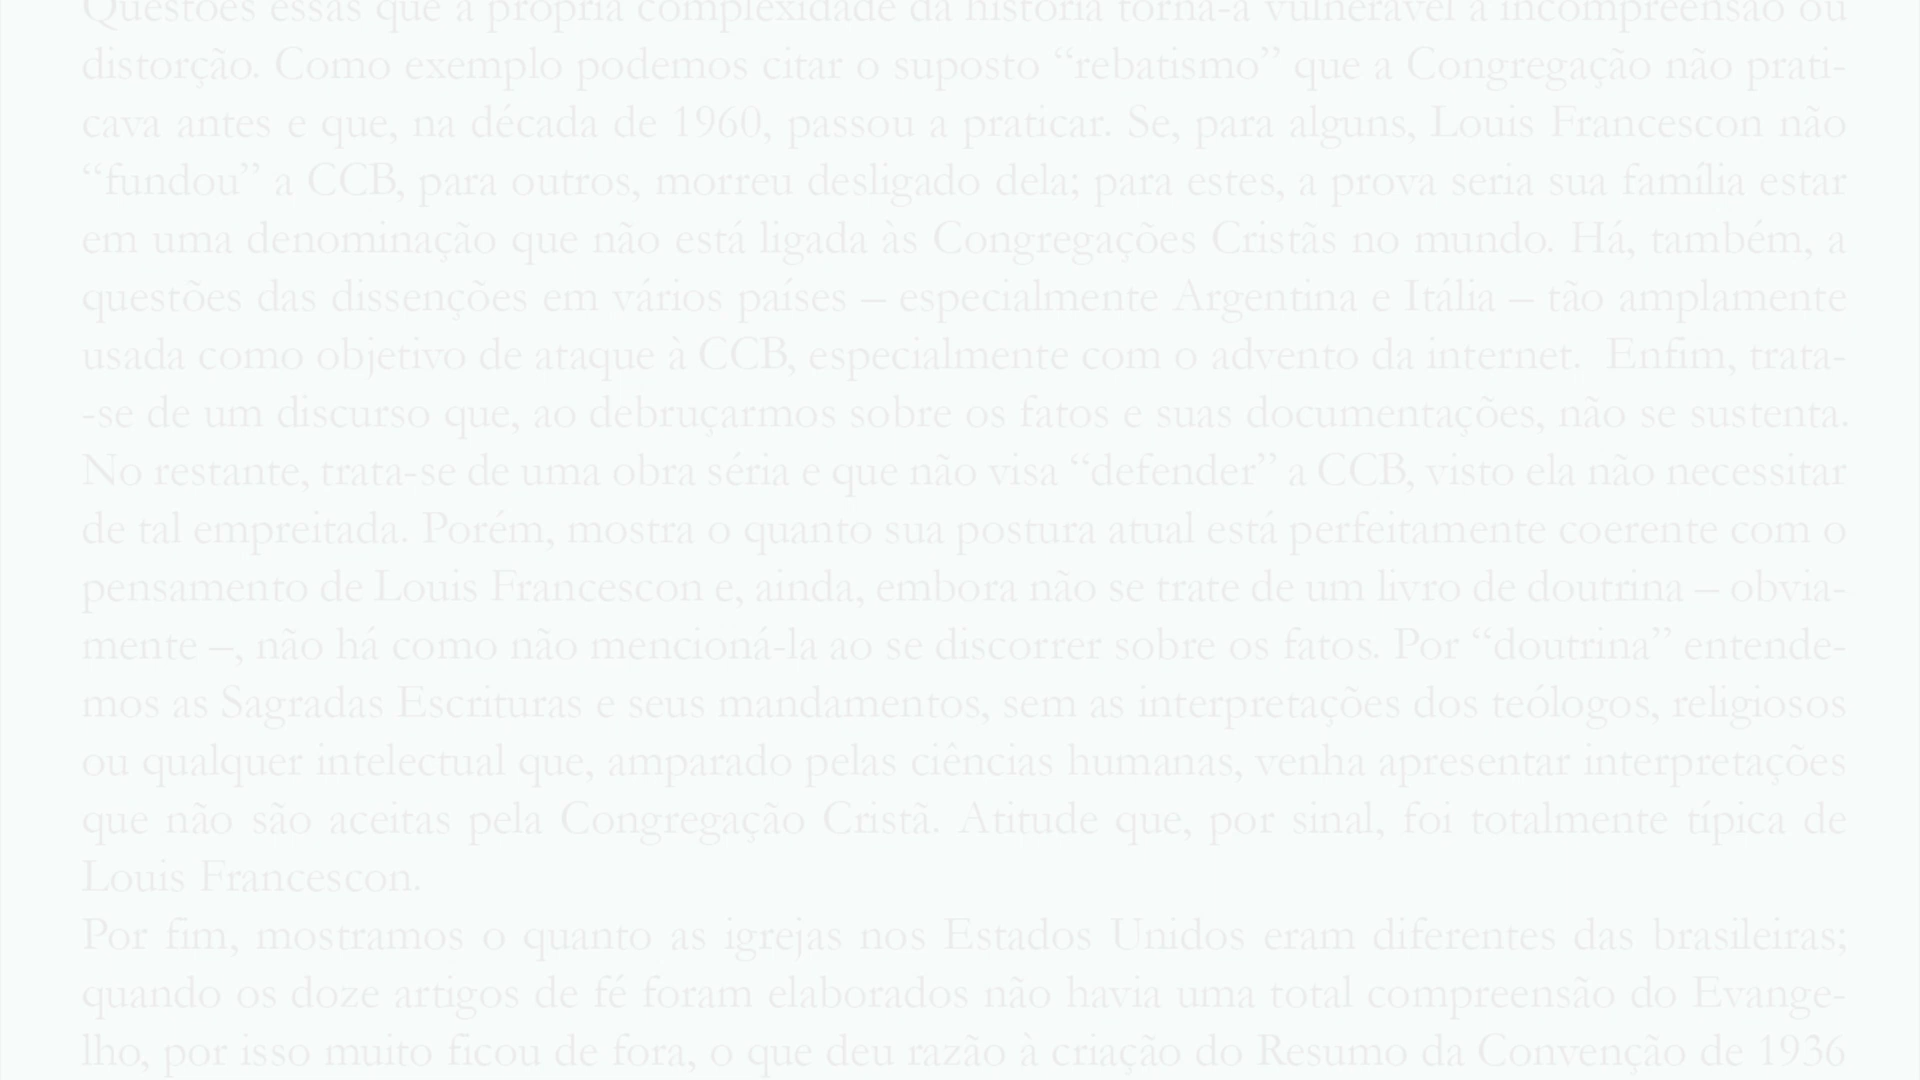 Questões essas que a própria complexidade da história torna-a vulnerável à incompreensão ou
distorção. Como exemplo podemos citar o suposto “rebatismo” que a Congregação não prati-
cava antes e que, na década de 1960, passou a praticar. Se, para alguns, Louis Francescon não
“fundou” a CCB, para outros, morreu desligado dela; para estes, a prova seria sua família estar
em uma denominação que não está ligada às Congregações Cristãs no mundo. Há, também, a
questões das dissenções em vários países – especialmente Argentina e Itália – tão amplamente
usada como objetivo de ataque à CCB, especialmente com o advento da internet. Enfim, trata-
-se de um discurso que, ao debruçarmos sobre os fatos e suas documentações, não se sustenta.
No restante, trata-se de uma obra séria e que não visa “defender” a CCB, visto ela não necessitar
de tal empreitada. Porém, mostra o quanto sua postura atual está perfeitamente coerente com o
pensamento de Louis Francescon e, ainda, embora não se trate de um livro de doutrina – obvia-
mente –, não há como não mencioná-la ao se discorrer sobre os fatos. Por “doutrina” entende-
mos as Sagradas Escrituras e seus mandamentos, sem as interpretações dos teólogos, religiosos
ou qualquer intelectual que, amparado pelas ciências humanas, venha apresentar interpretações
que não são aceitas pela Congregação Cristã. Atitude que, por sinal, foi totalmente típica de
Louis Francescon.
Por fim, mostramos o quanto as igrejas nos Estados Unidos eram diferentes das brasileiras;
quando os doze artigos de fé foram elaborados não havia uma total compreensão do Evange-
lho, por isso muito ficou de fora, o que deu razão à criação do Resumo da Convenção de 1936